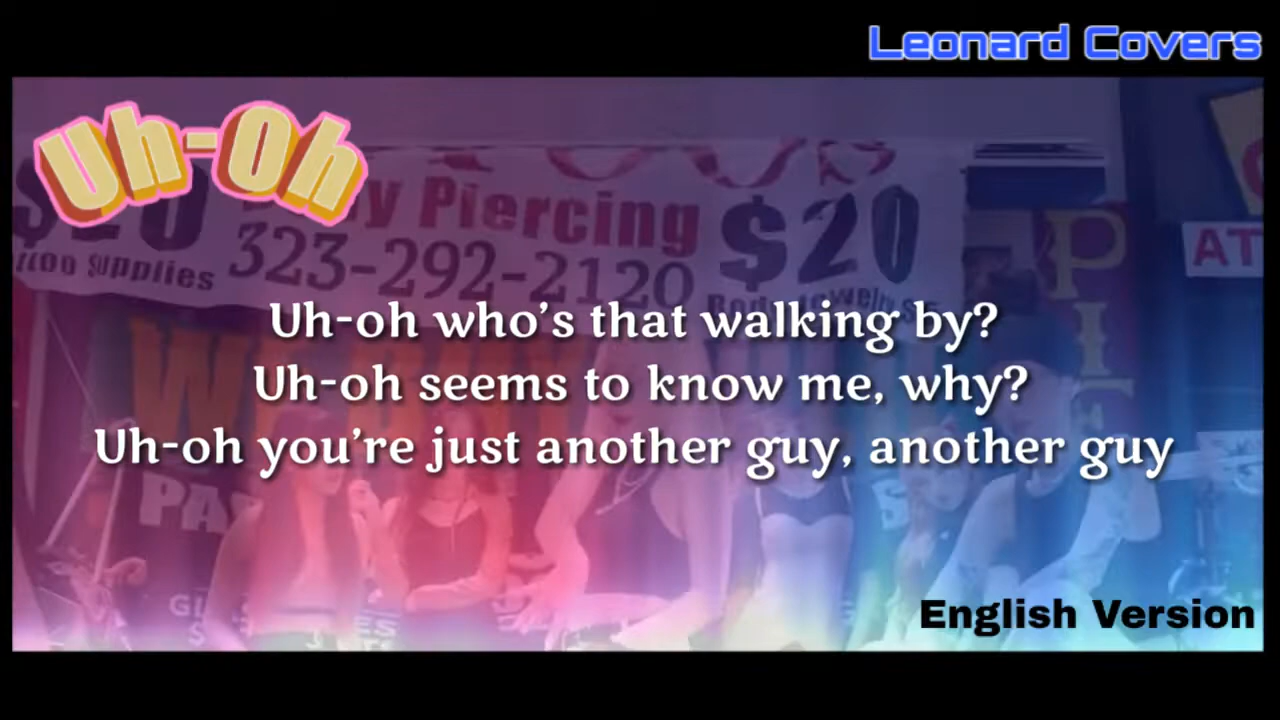 Leonard Covers
Uh-Oh
Piercing
$20
323-292-2120
Supplies
Uh-oh who's that walking by?
Uh-oh seems to know me, why?
Uh-oh you're just another guy, another guy
English Version